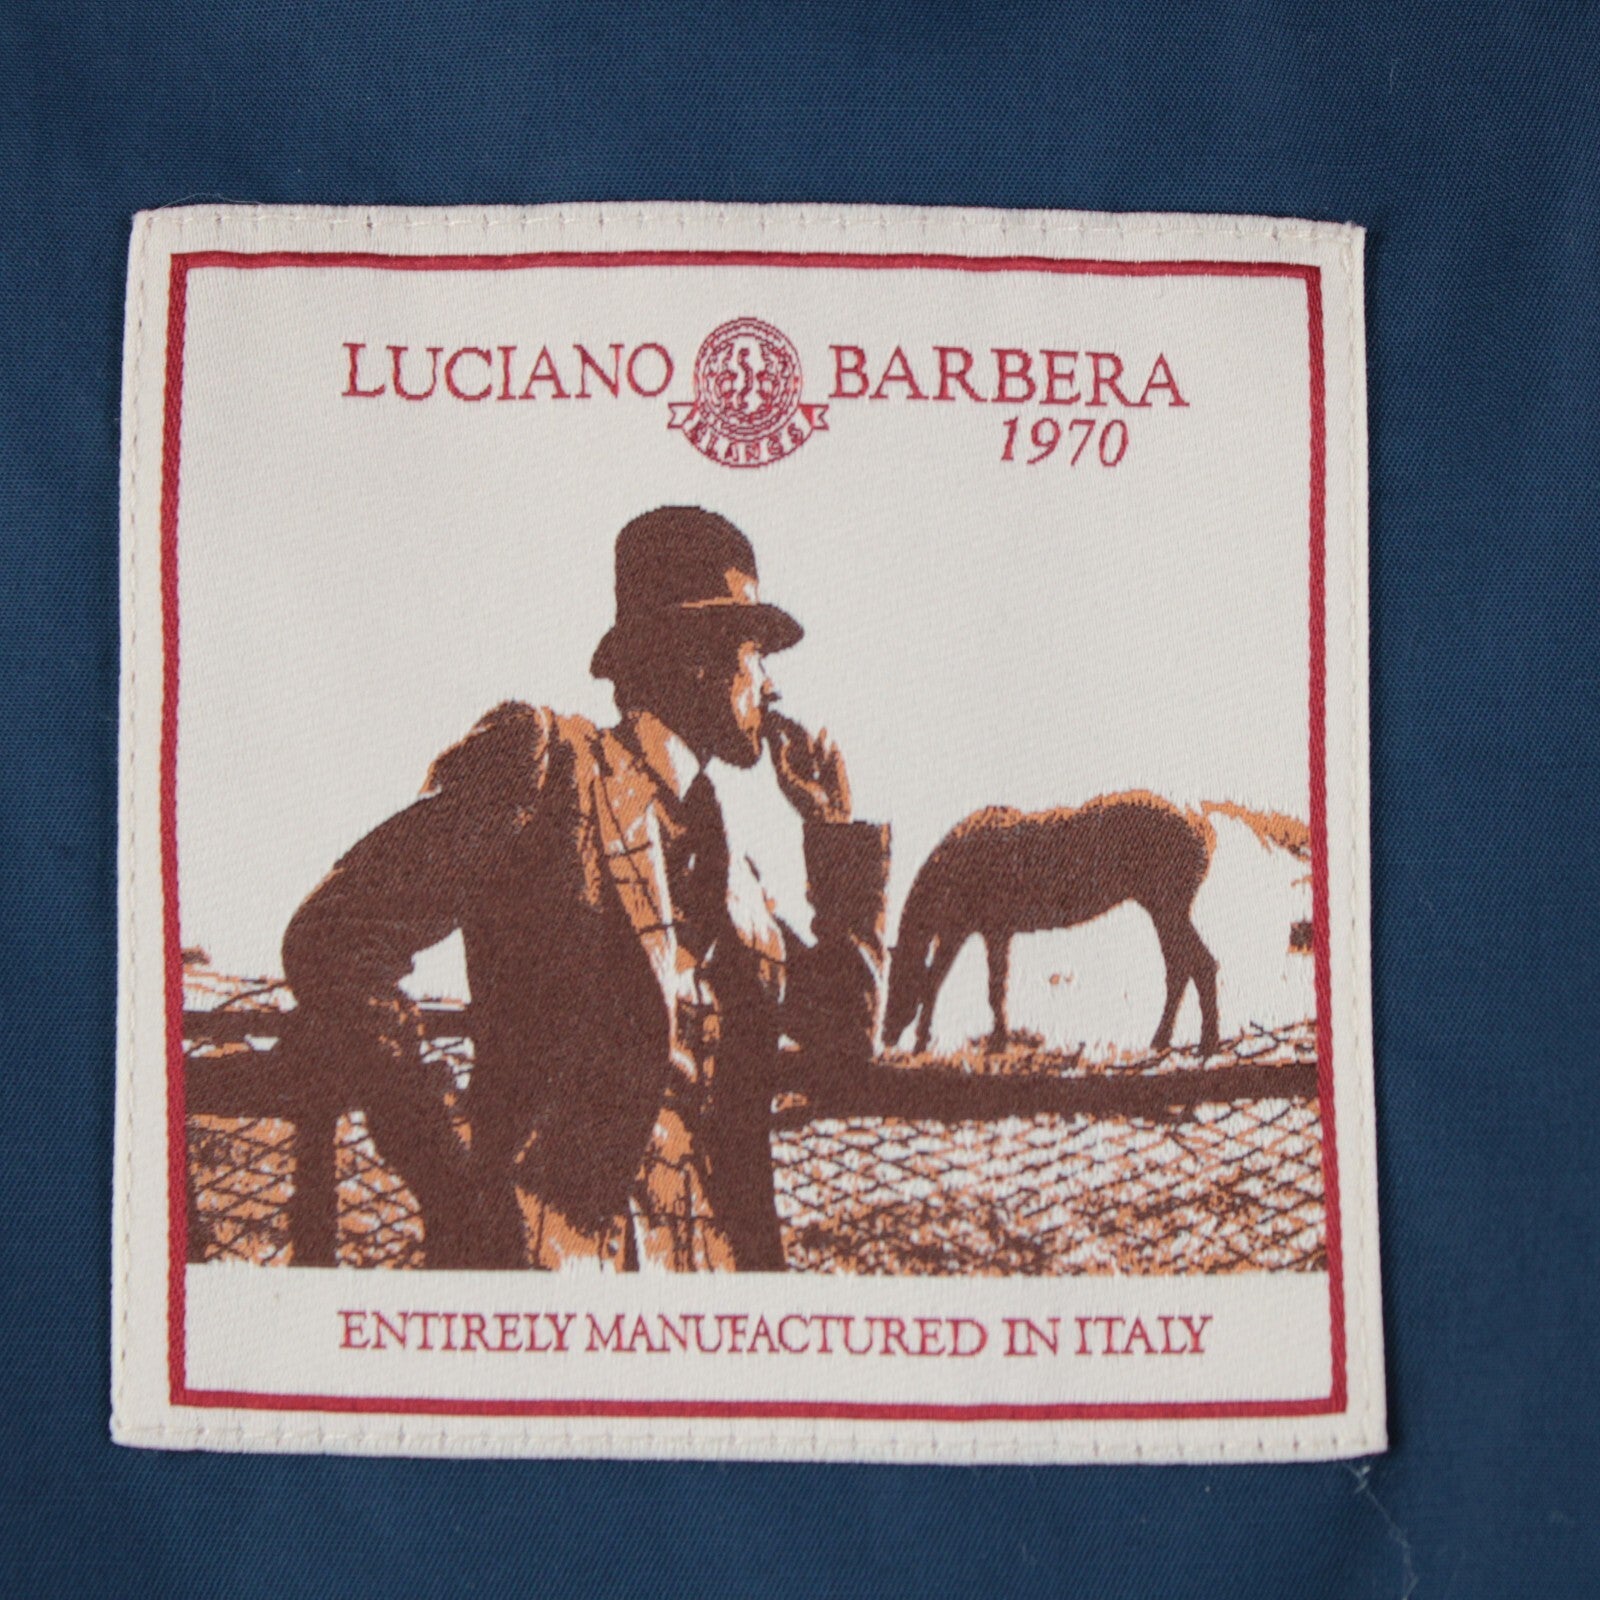 LUCIANO BARBERA
1970
ENTIRELY MANUFACTURED IN ITALY